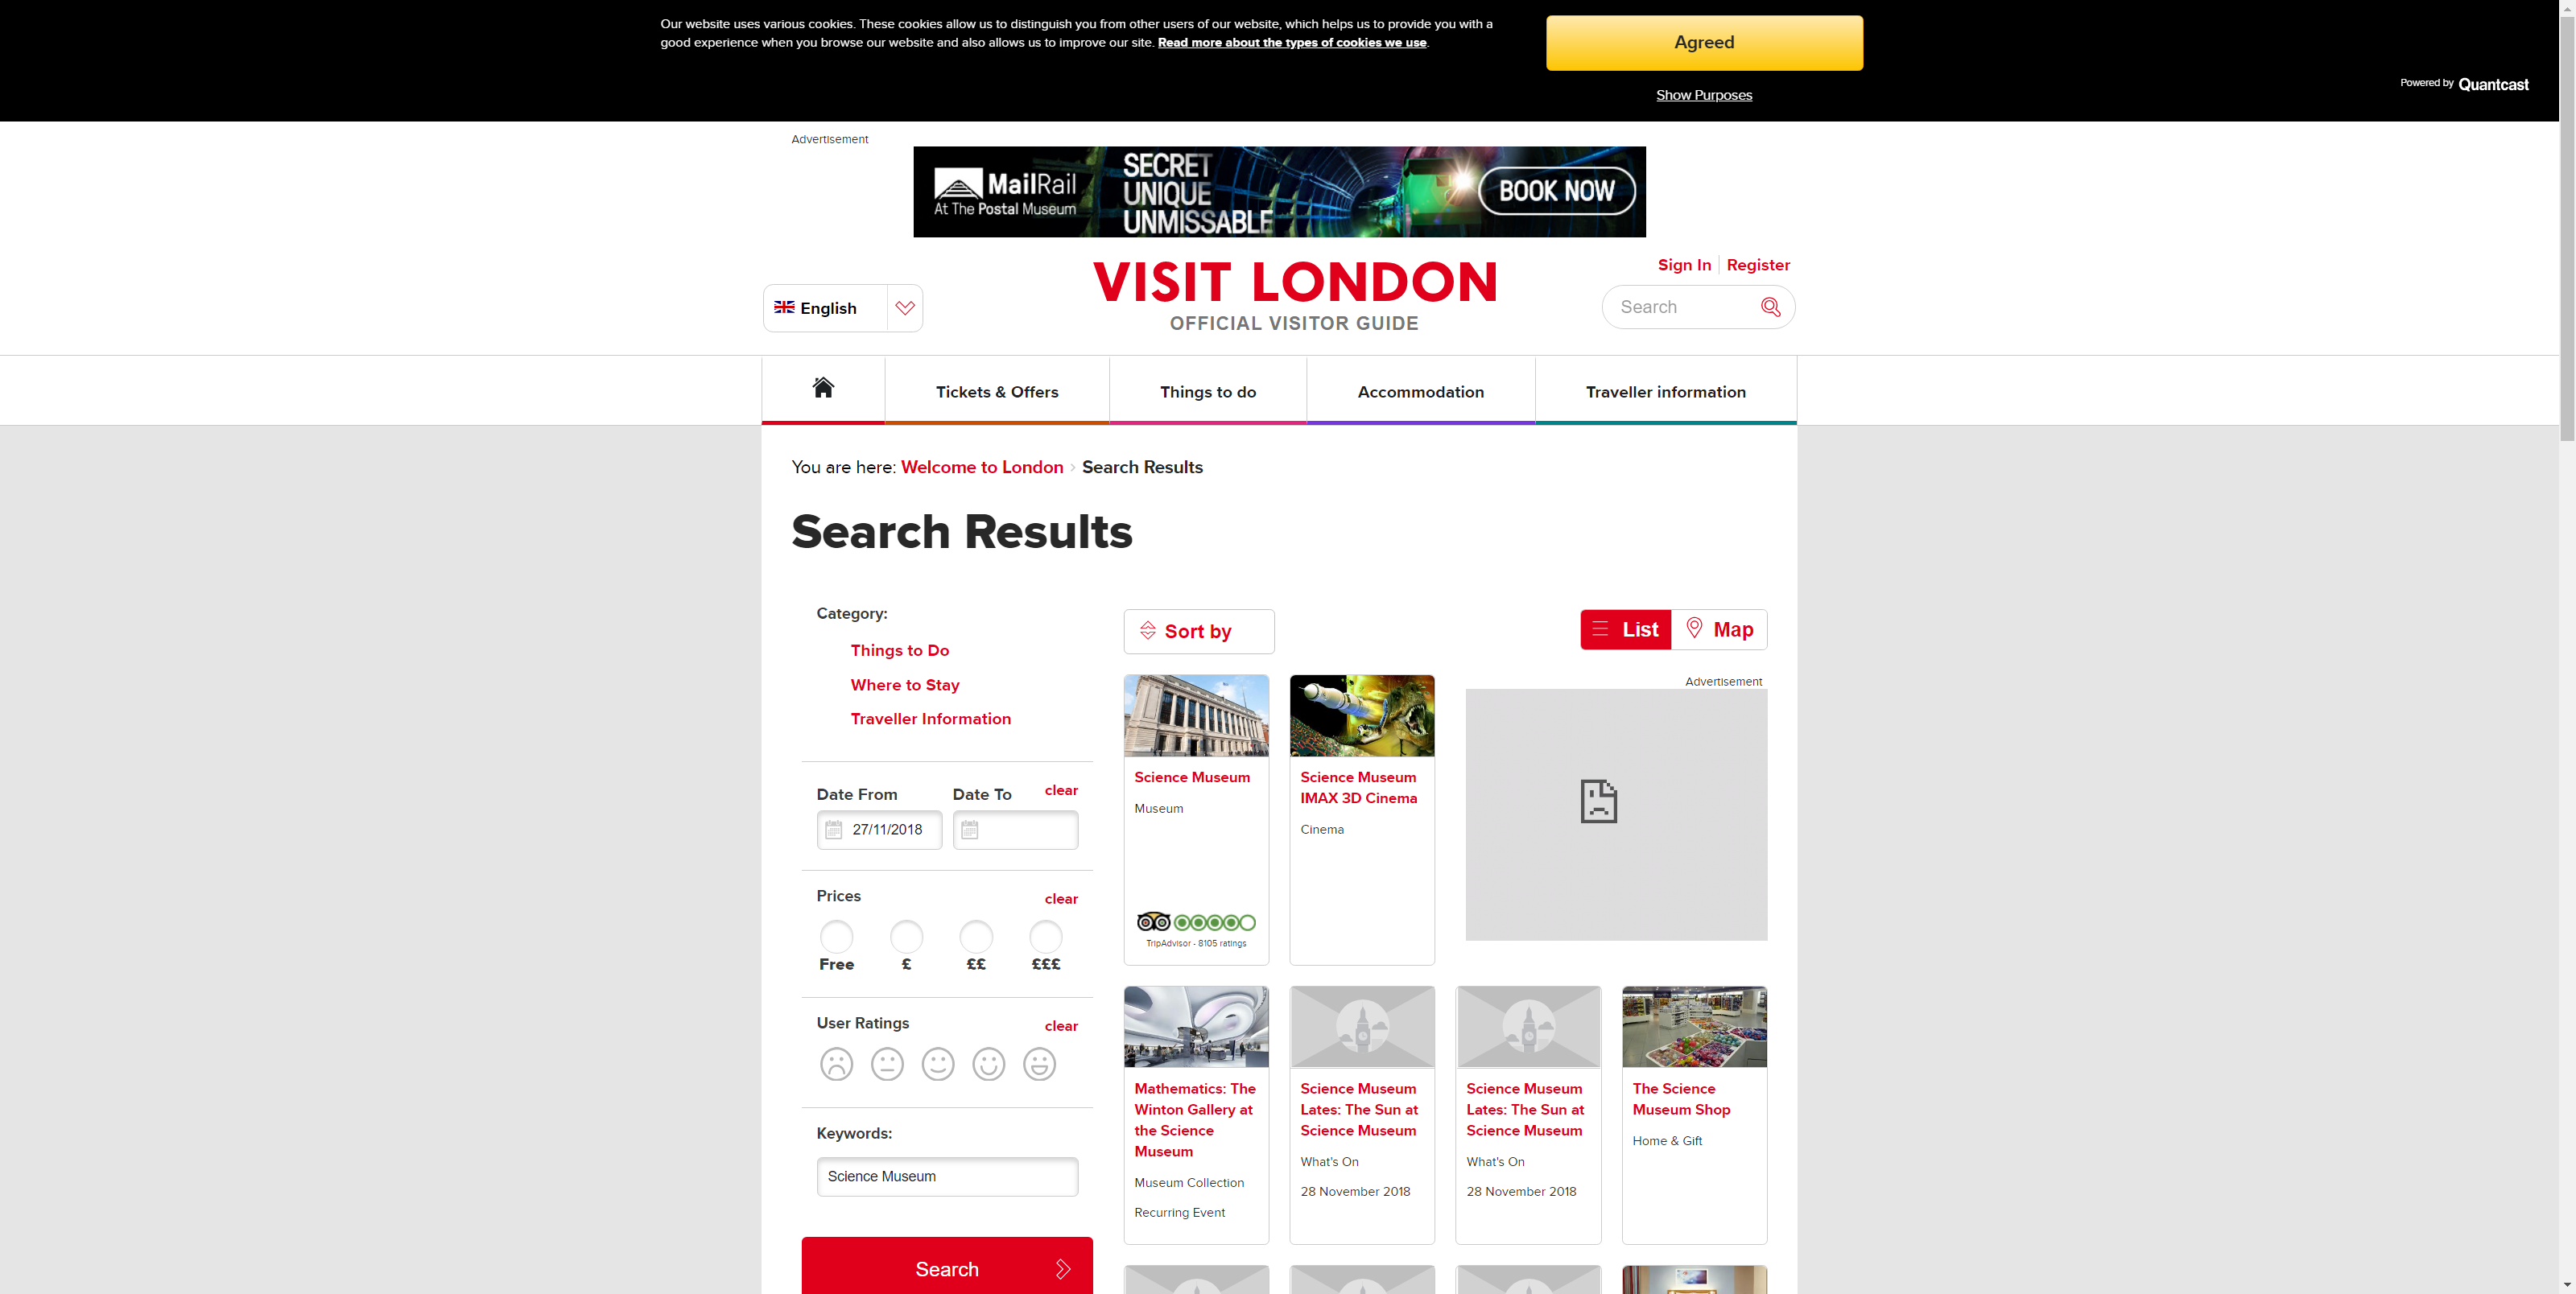 Our website uses various cookies. These cookies allow us to distinguish you from other users of our website, which helps us to provide you with a
good experience when you browse our website and also allows us to improve our site. Read more about the types of cookies we use.
Agreed
Show Purposes
Powered by Quantcast
Advertisement
MailRail
At The Postal Museum
SECRET
UNIQUE
UNMISSABLE
BOOK NOW
Sign In
Register
English
VISIT LONDON
OFFICIAL VISITOR GUIDE
Search
Tickets & Offers
Things to do
Accommodation
Traveller information
You are here: Welcome to London › Search Results
Search Results
Category:
Things to Do
Where to Stay
Traveller Information
Date From
Date To
clear
27/11/2018
Prices
clear
Free
£
££
£££
User Ratings
clear
Keywords:
Science Museum
Search
Sort by
List
Map
Science Museum
Museum
TripAdvisor - 8105 ratings
Science Museum
IMAX 3D Cinema
Cinema
Advertisement
Mathematics: The
Winton Gallery at
the Science
Museum
Museum Collection
Recurring Event
Science Museum
Lates: The Sun at
Science Museum
What's On
28 November 2018
Science Museum
Lates: The Sun at
Science Museum
What's On
28 November 2018
The Science
Museum Shop
Home & Gift